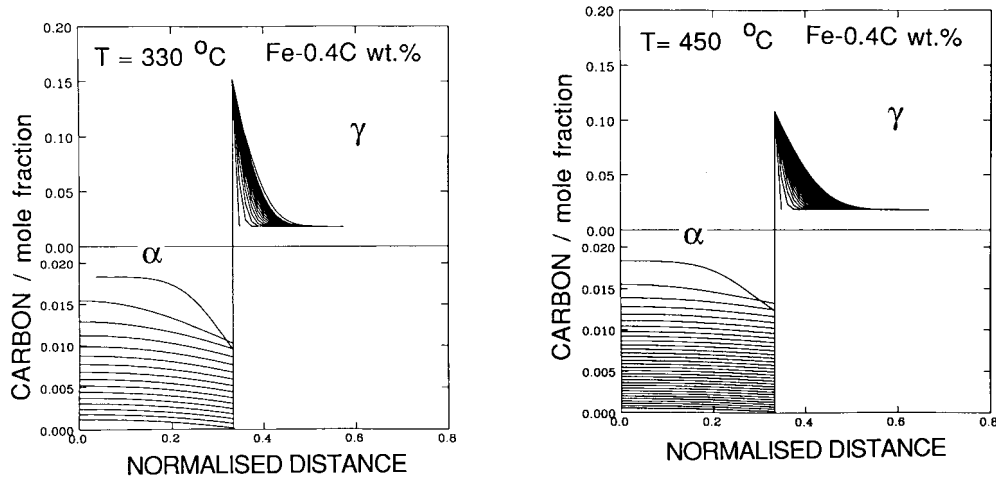 T = 330 °C Fe-0.4C wt.%
CARBON / mole fraction
0.20
0.15
0.10
0.05
0.00
0.020
0.015
0.010
0.005
0.000
γ
α
0.0 0.2 0.4 0.6 0.8
NORMALISED DISTANCE
T= 450 °C Fe-0.4C wt.%
CARBON / mole fraction
0.20
0.15
0.10
0.05
0.00
0.020
0.015
0.010
0.005
0.000
γ
α
0.0 0.2 0.4 0.6 0.8
NORMALISED DISTANCE